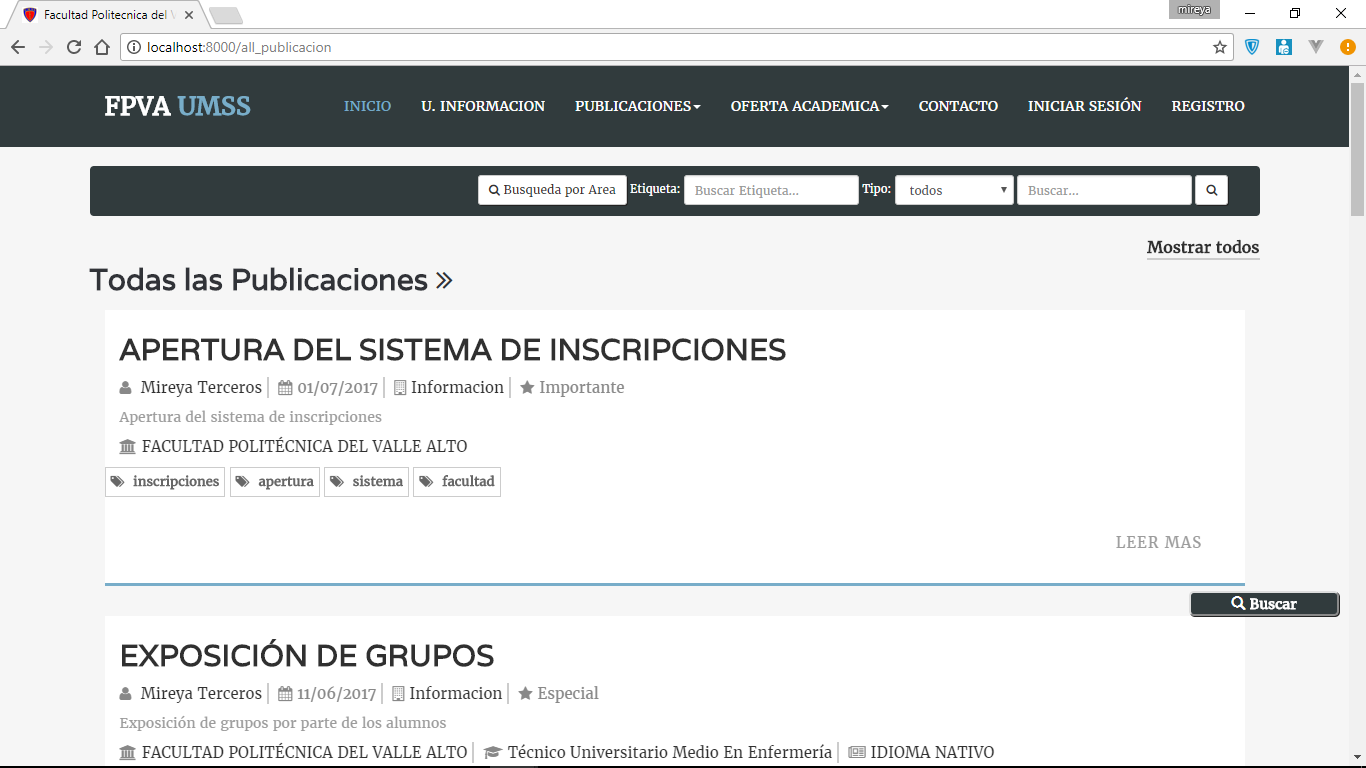 Facultad Politecnica del V
mireya
localhost:8000/all_publicacion
FPVA UMSS
INICIO U. INFORMACION PUBLICACIONES OFERTA ACADEMICA CONTACTO INICIAR SESIÓN REGISTRO
Busqueda por Area Etiqueta: Buscar Etiqueta... Tipo: todos Buscar...
Mostrar todos
Todas las Publicaciones »
APERTURA DEL SISTEMA DE INSCRIPCIONES
Mireya Terceros 01/07/2017 Informacion Importante
Apertura del sistema de inscripciones
FACULTAD POLITÉCNICA DEL VALLE ALTO
inscripciones apertura sistema facultad
LEER MAS
Buscar
EXPOSICIÓN DE GRUPOS
Mireya Terceros 11/06/2017 Informacion Especial
Exposición de grupos por parte de los alumnos
FACULTAD POLITÉCNICA DEL VALLE ALTO Técnico Universitario Medio En Enfermería IDIOMA NATIVO